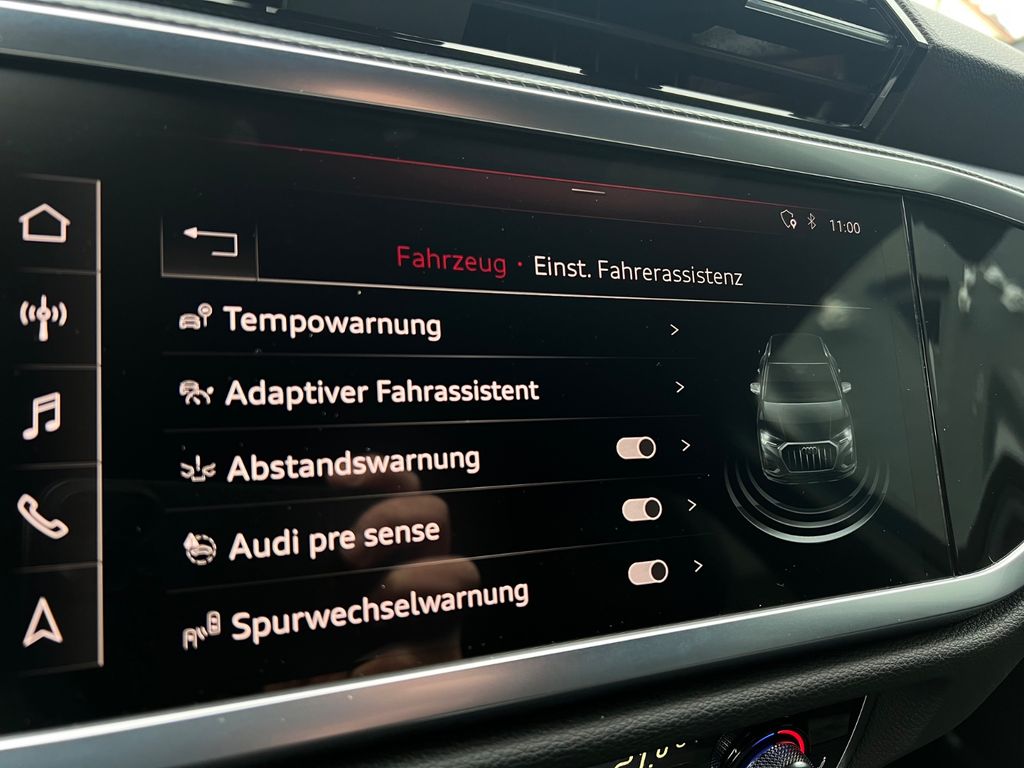 11:00
Fahrzeug · Einst. Fahrerassistenz
Tempowarnung
Adaptiver Fahrassistent
Abstandswarnung
Audi pre sense
Spurwechselwarnung